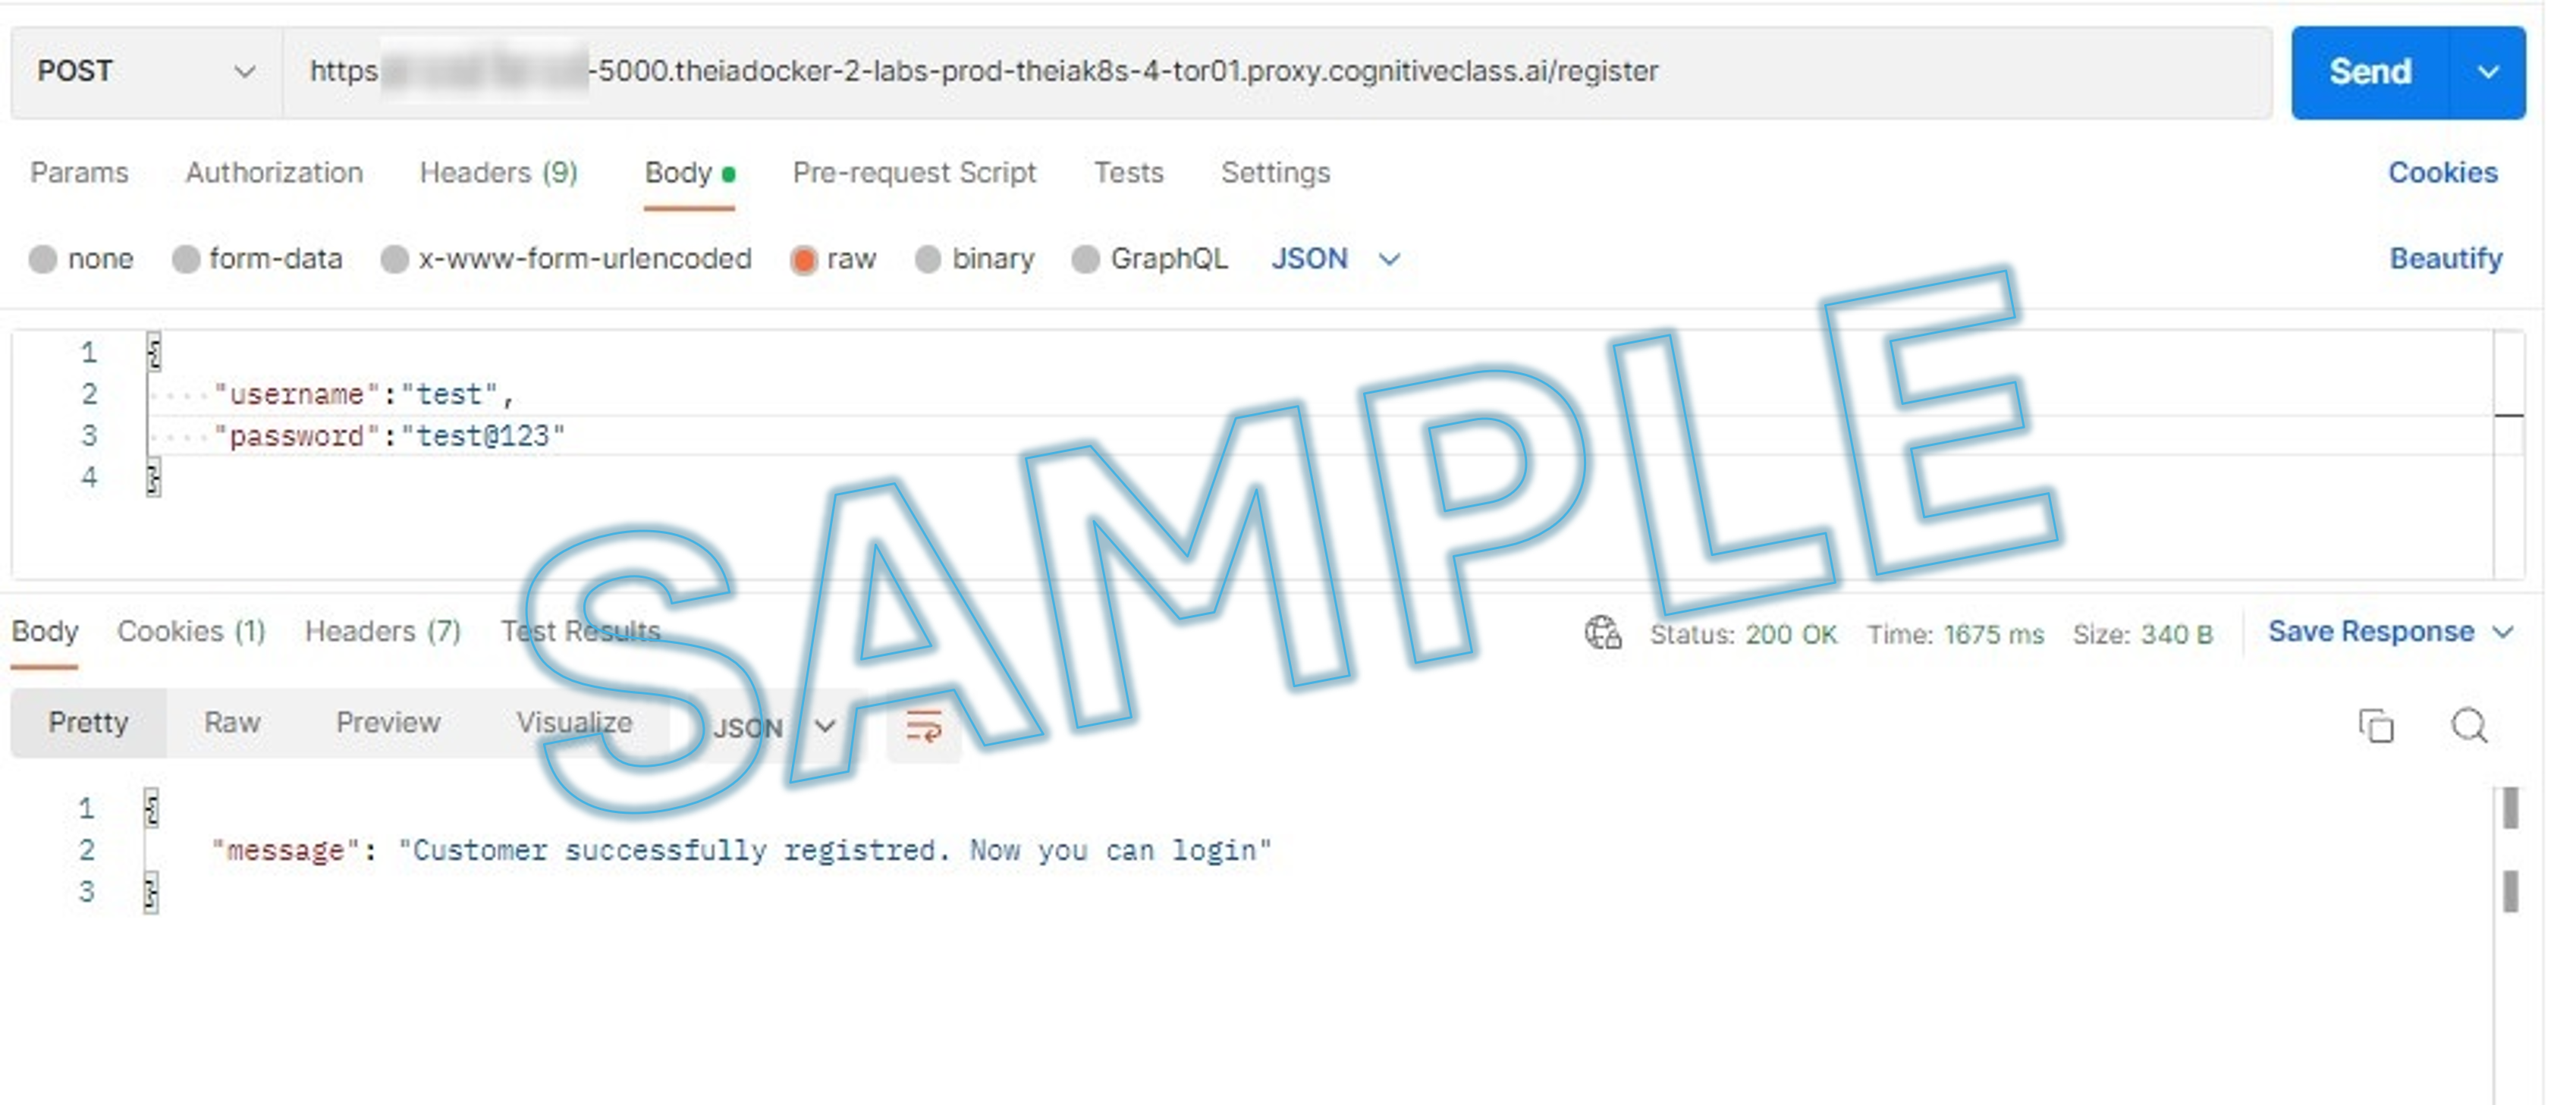 POST https -5000.theiadocker-2-labs-prod-theiak8s-4-tor01.proxy.cognitiveclass.ai/register Send
Params Authorization Headers (9) Body Pre-request Script Tests Settings Cookies
none form-data x-www-form-urlencoded raw binary GraphQL JSON Beautify
1 {
2 "username":"test",
3 "password":"test@123"
4 }
SAMPLE
Body Cookies (1) Headers (7) Test Results Status: 200 OK Time: 1675 ms Size: 340 B Save Response
Pretty Raw Preview Visualize JSON
1 {
2 "message": "Customer successfully registred. Now you can login"
3 }